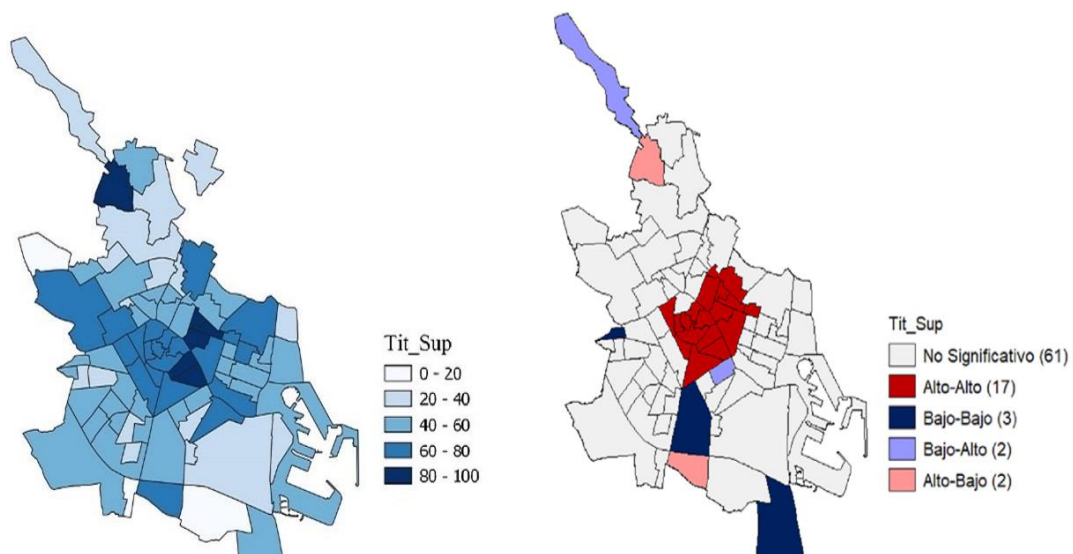 Tit_Sup
0 - 20
20 - 40
40 - 60
60 - 80
80 - 100
Tit_Sup
No Significativo (61)
Alto-Alto (17)
Bajo-Bajo (3)
Bajo-Alto (2)
Alto-Bajo (2)